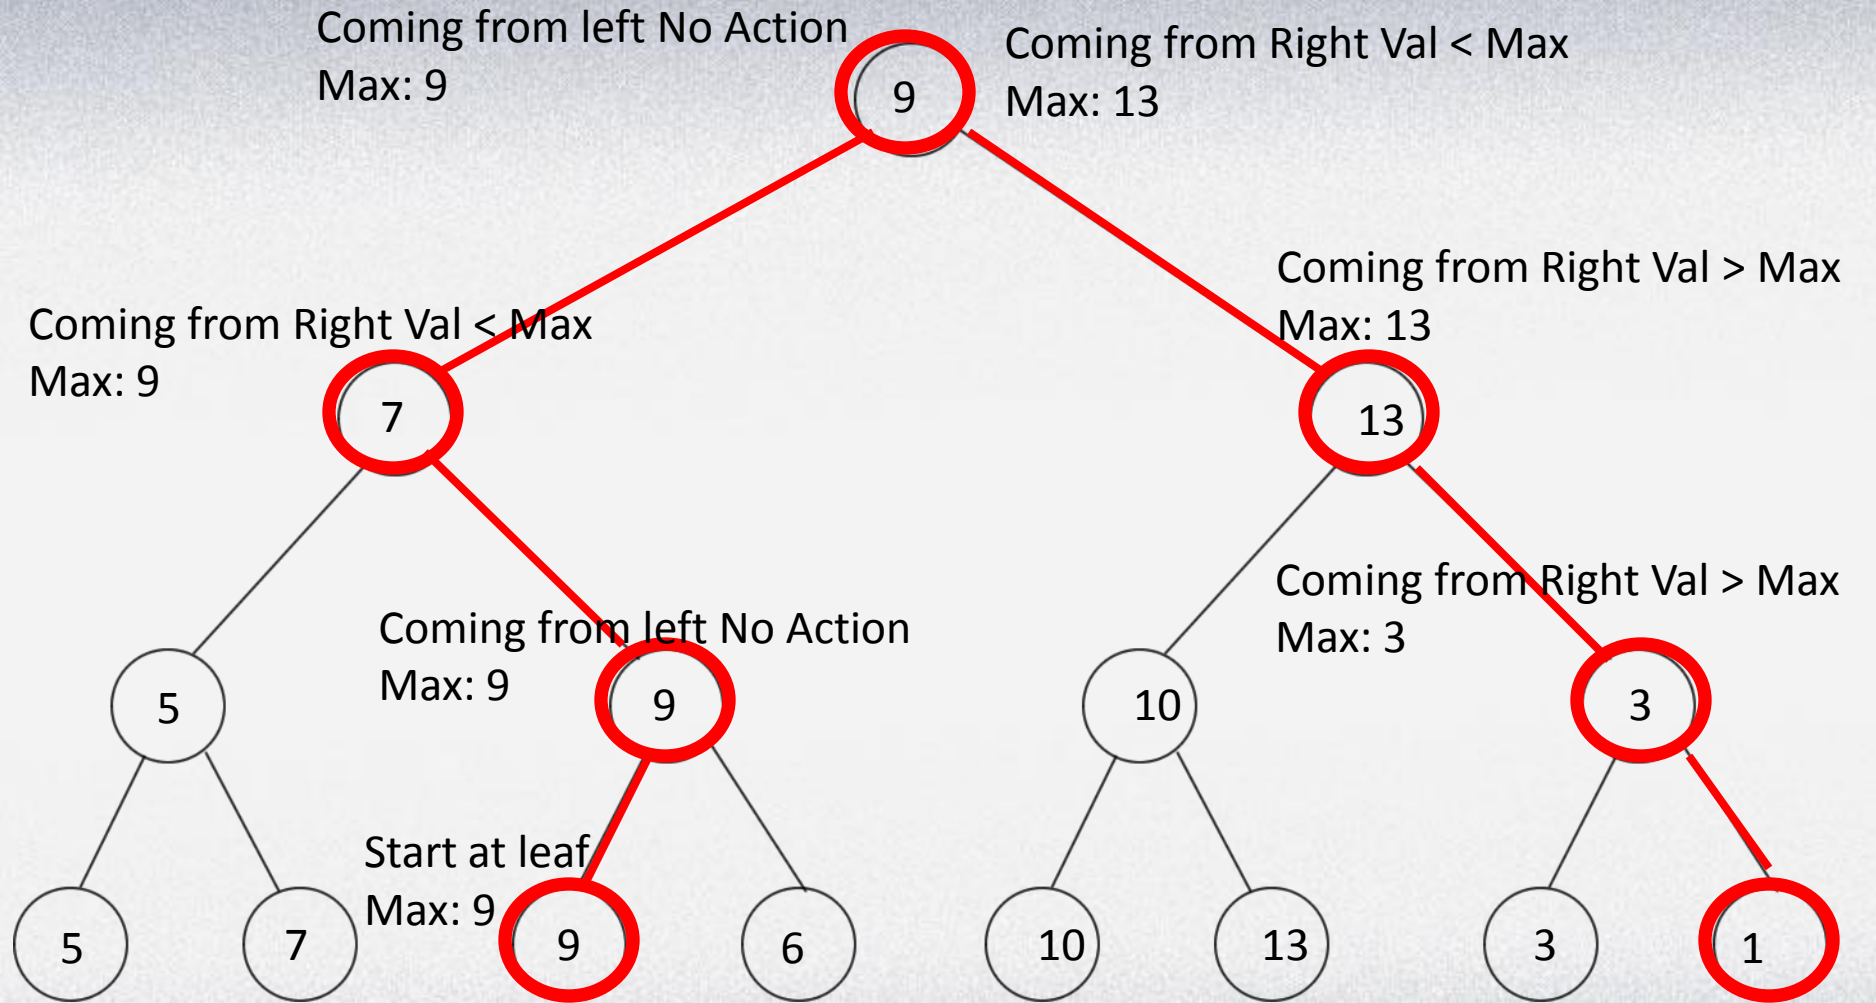 Coming from left No Action
Max: 9
9
Coming from Right Val < Max
Max: 13
Coming from Right Val < Max
Max: 9
7
Coming from Right Val > Max
Max: 13
13
5
Coming from left No Action
Max: 9
9
10
Coming from Right Val > Max
Max: 3
3
5
7
Start at leaf
Max: 9
9
6
10
13
3
1